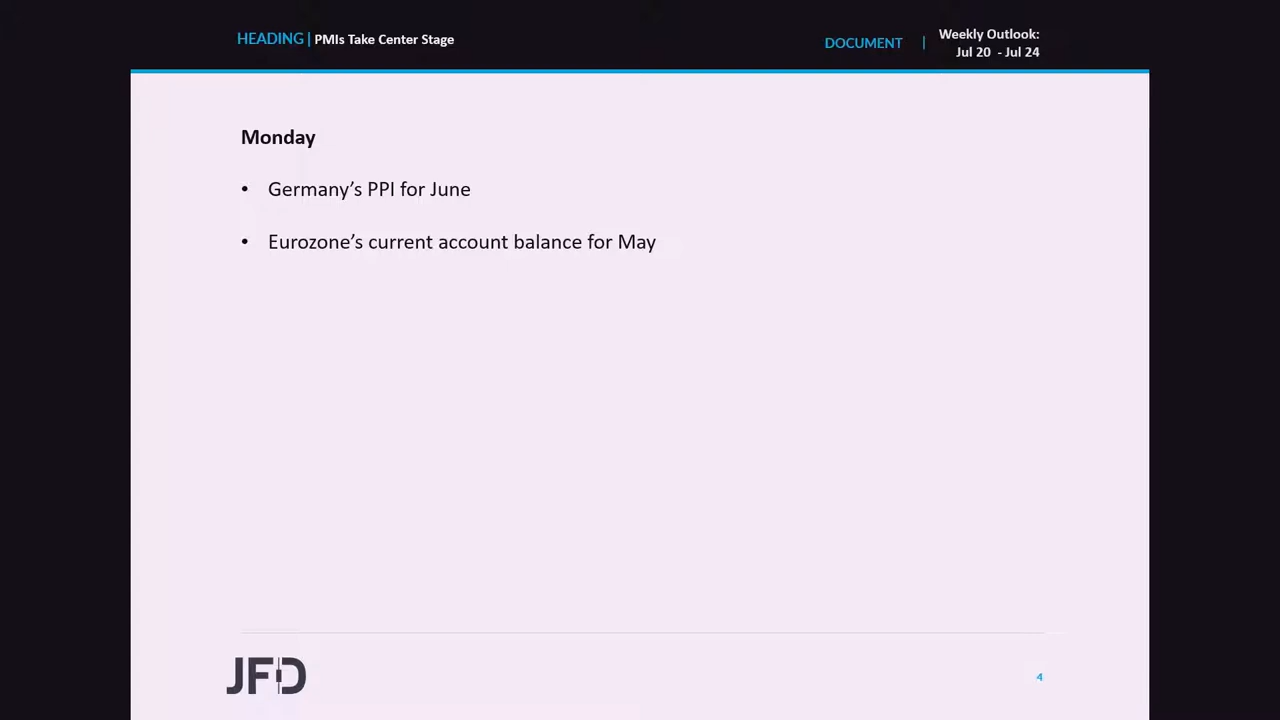 HEADING | PMIs Take Center Stage
DOCUMENT | Weekly Outlook:
Jul 20 - Jul 24
Monday
• Germany’s PPI for June
• Eurozone’s current account balance for May
JFD
4